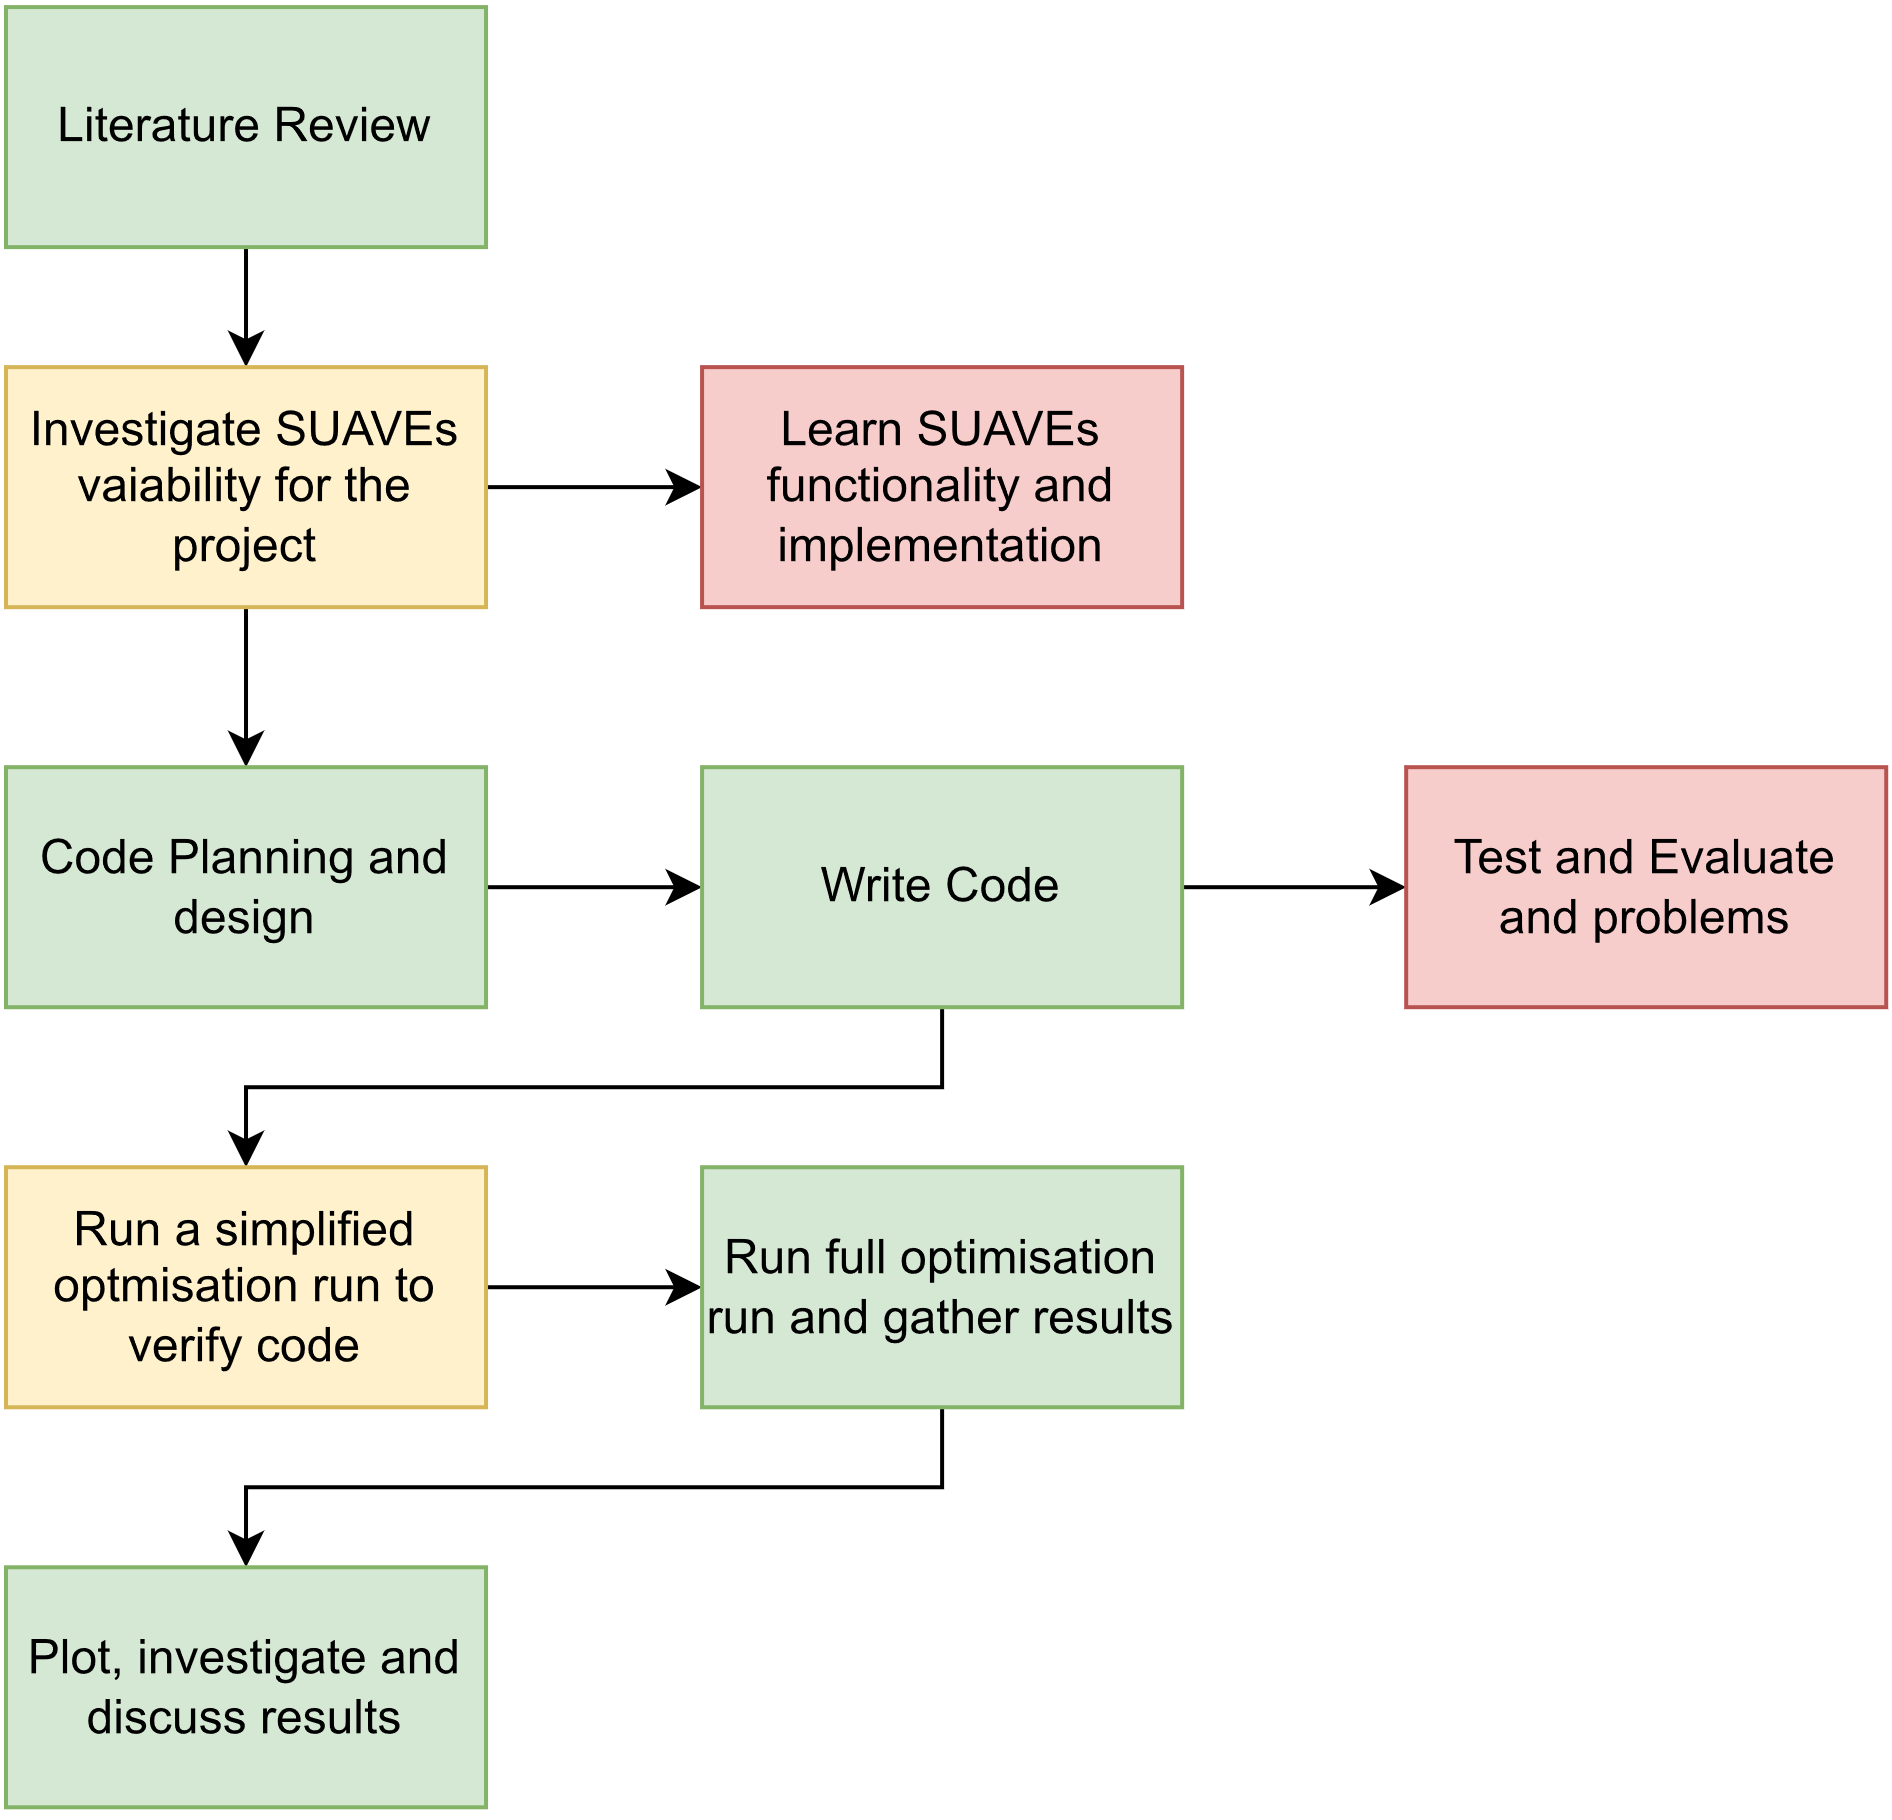 Literature Review
Investigate SUAVEs
vaiability for the
project
Learn SUAVEs
functionality and
implementation
Code Planning and
design
Write Code
Test and Evaluate
and problems
Run a simplified
optmisation run to
verify code
Run full optimisation
run and gather results
Plot, investigate and
discuss results